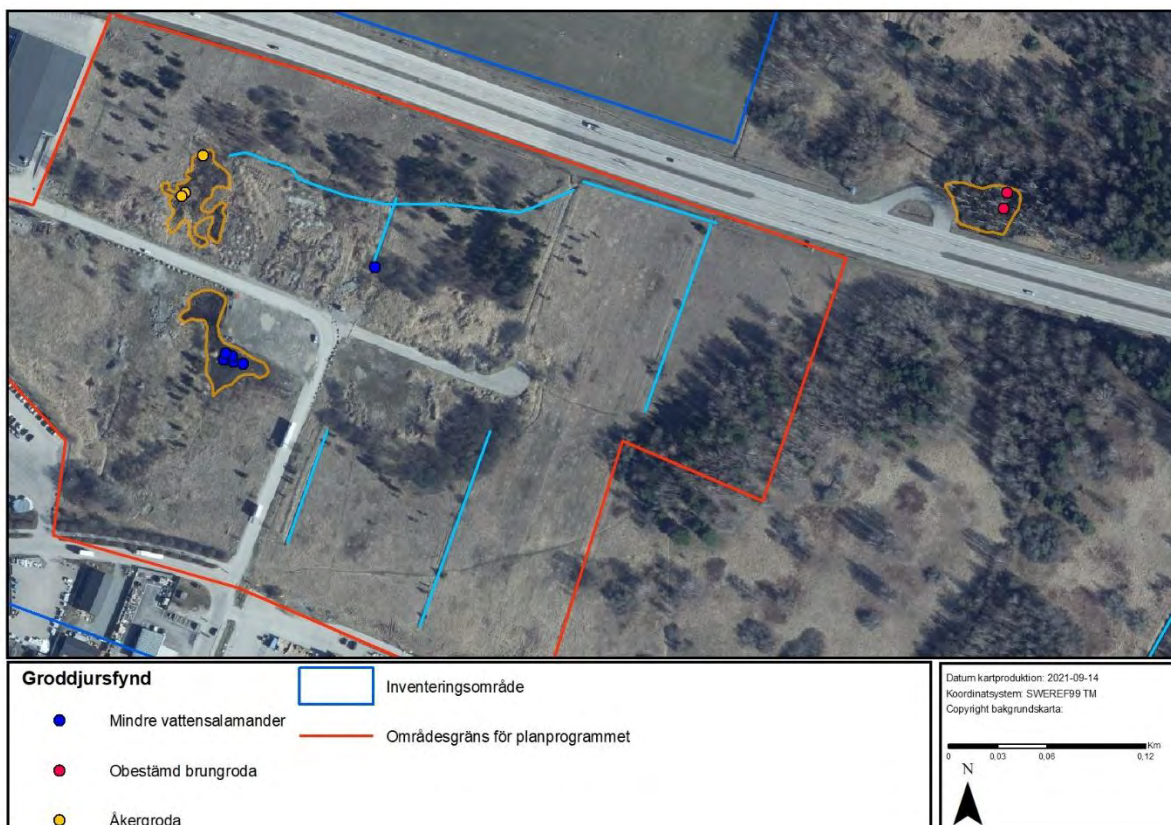 Groddjursfynd
Mindre vattensalamander
Obestämd brungroda
Åkergroda
Inventeringsområde
Områdesgräns för planprogrammet
Datum kartproduktion: 2021-09-14
Koordinatsystem: SWEREF99 TM
Copyright bakgrundskarta:
Km
0 0,03 0,06 0,12
N